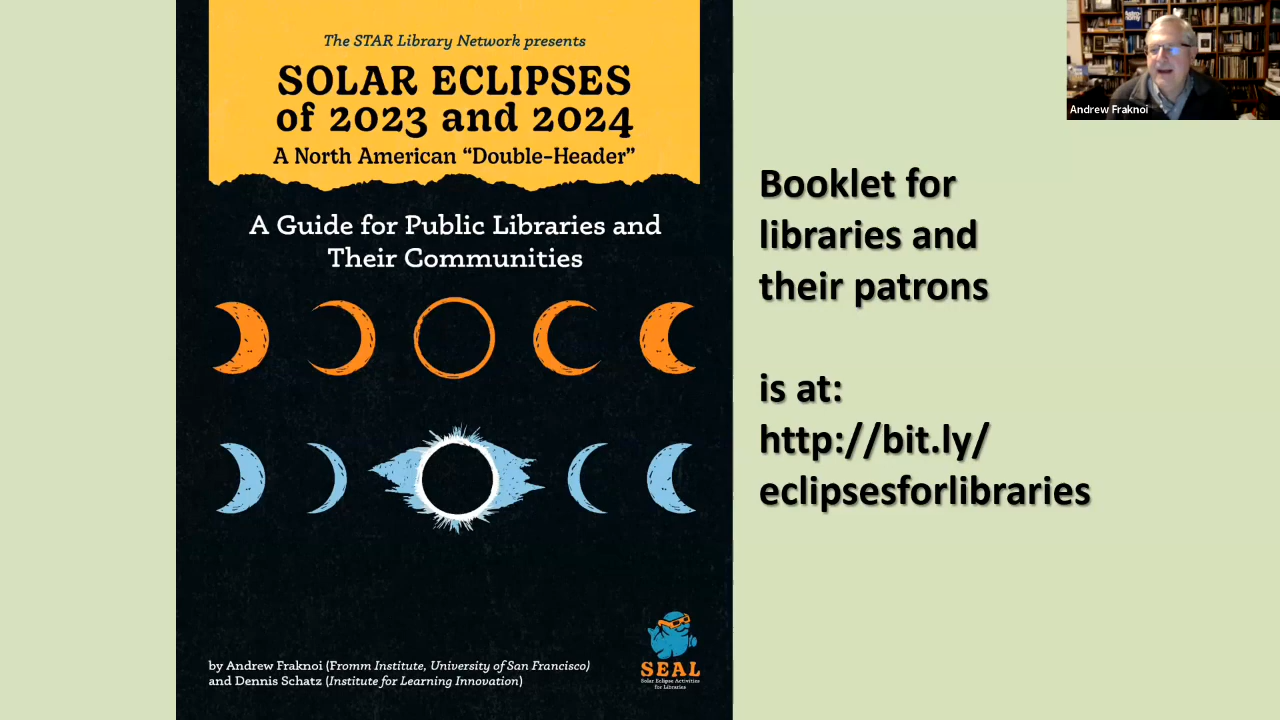 The STAR Library Network presents
SOLAR ECLIPSES
of 2023 and 2024
A North American “Double-Header”
A Guide for Public Libraries and
Their Communities
by Andrew Fraknoi (Fromm Institute, University of San Francisco)
and Dennis Schatz (Institute for Learning Innovation)
SEAL
Solar Eclipse Activities
for Libraries
Booklet for
libraries and
their patrons
is at:
http://bit.ly/
eclipsesforlibraries
Andrew Fraknoi